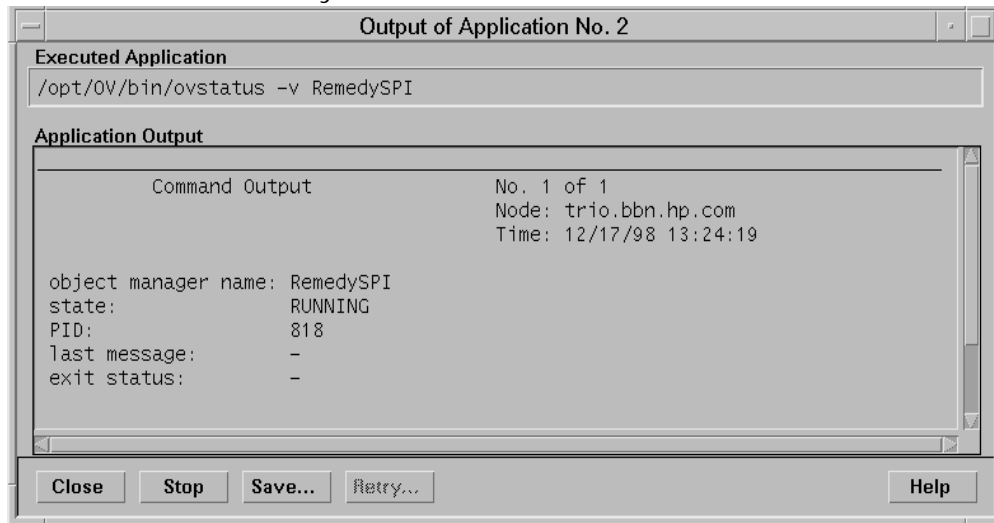 Output of Application No. 2
Executed Application
/opt/OV/bin/ovstatus -v RemedySPI
Application Output
Command Output No. 1 of 1
Node: trio.bbn.hp.com
Time: 12/17/98 13:24:19
object manager name: RemedySPI
state: RUNNING
PID: 818
last message: -
exit status: -
Close Stop Save... Retry... Help